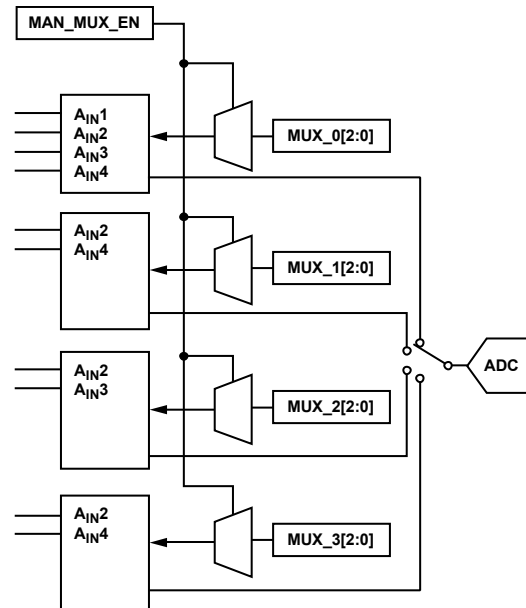 MAN_MUX_EN
AIN1
AIN2
AIN3
AIN4
MUX_0[2:0]
AIN2
AIN4
MUX_1[2:0]
ADC
AIN2
AIN3
MUX_2[2:0]
AIN2
AIN4
MUX_3[2:0]